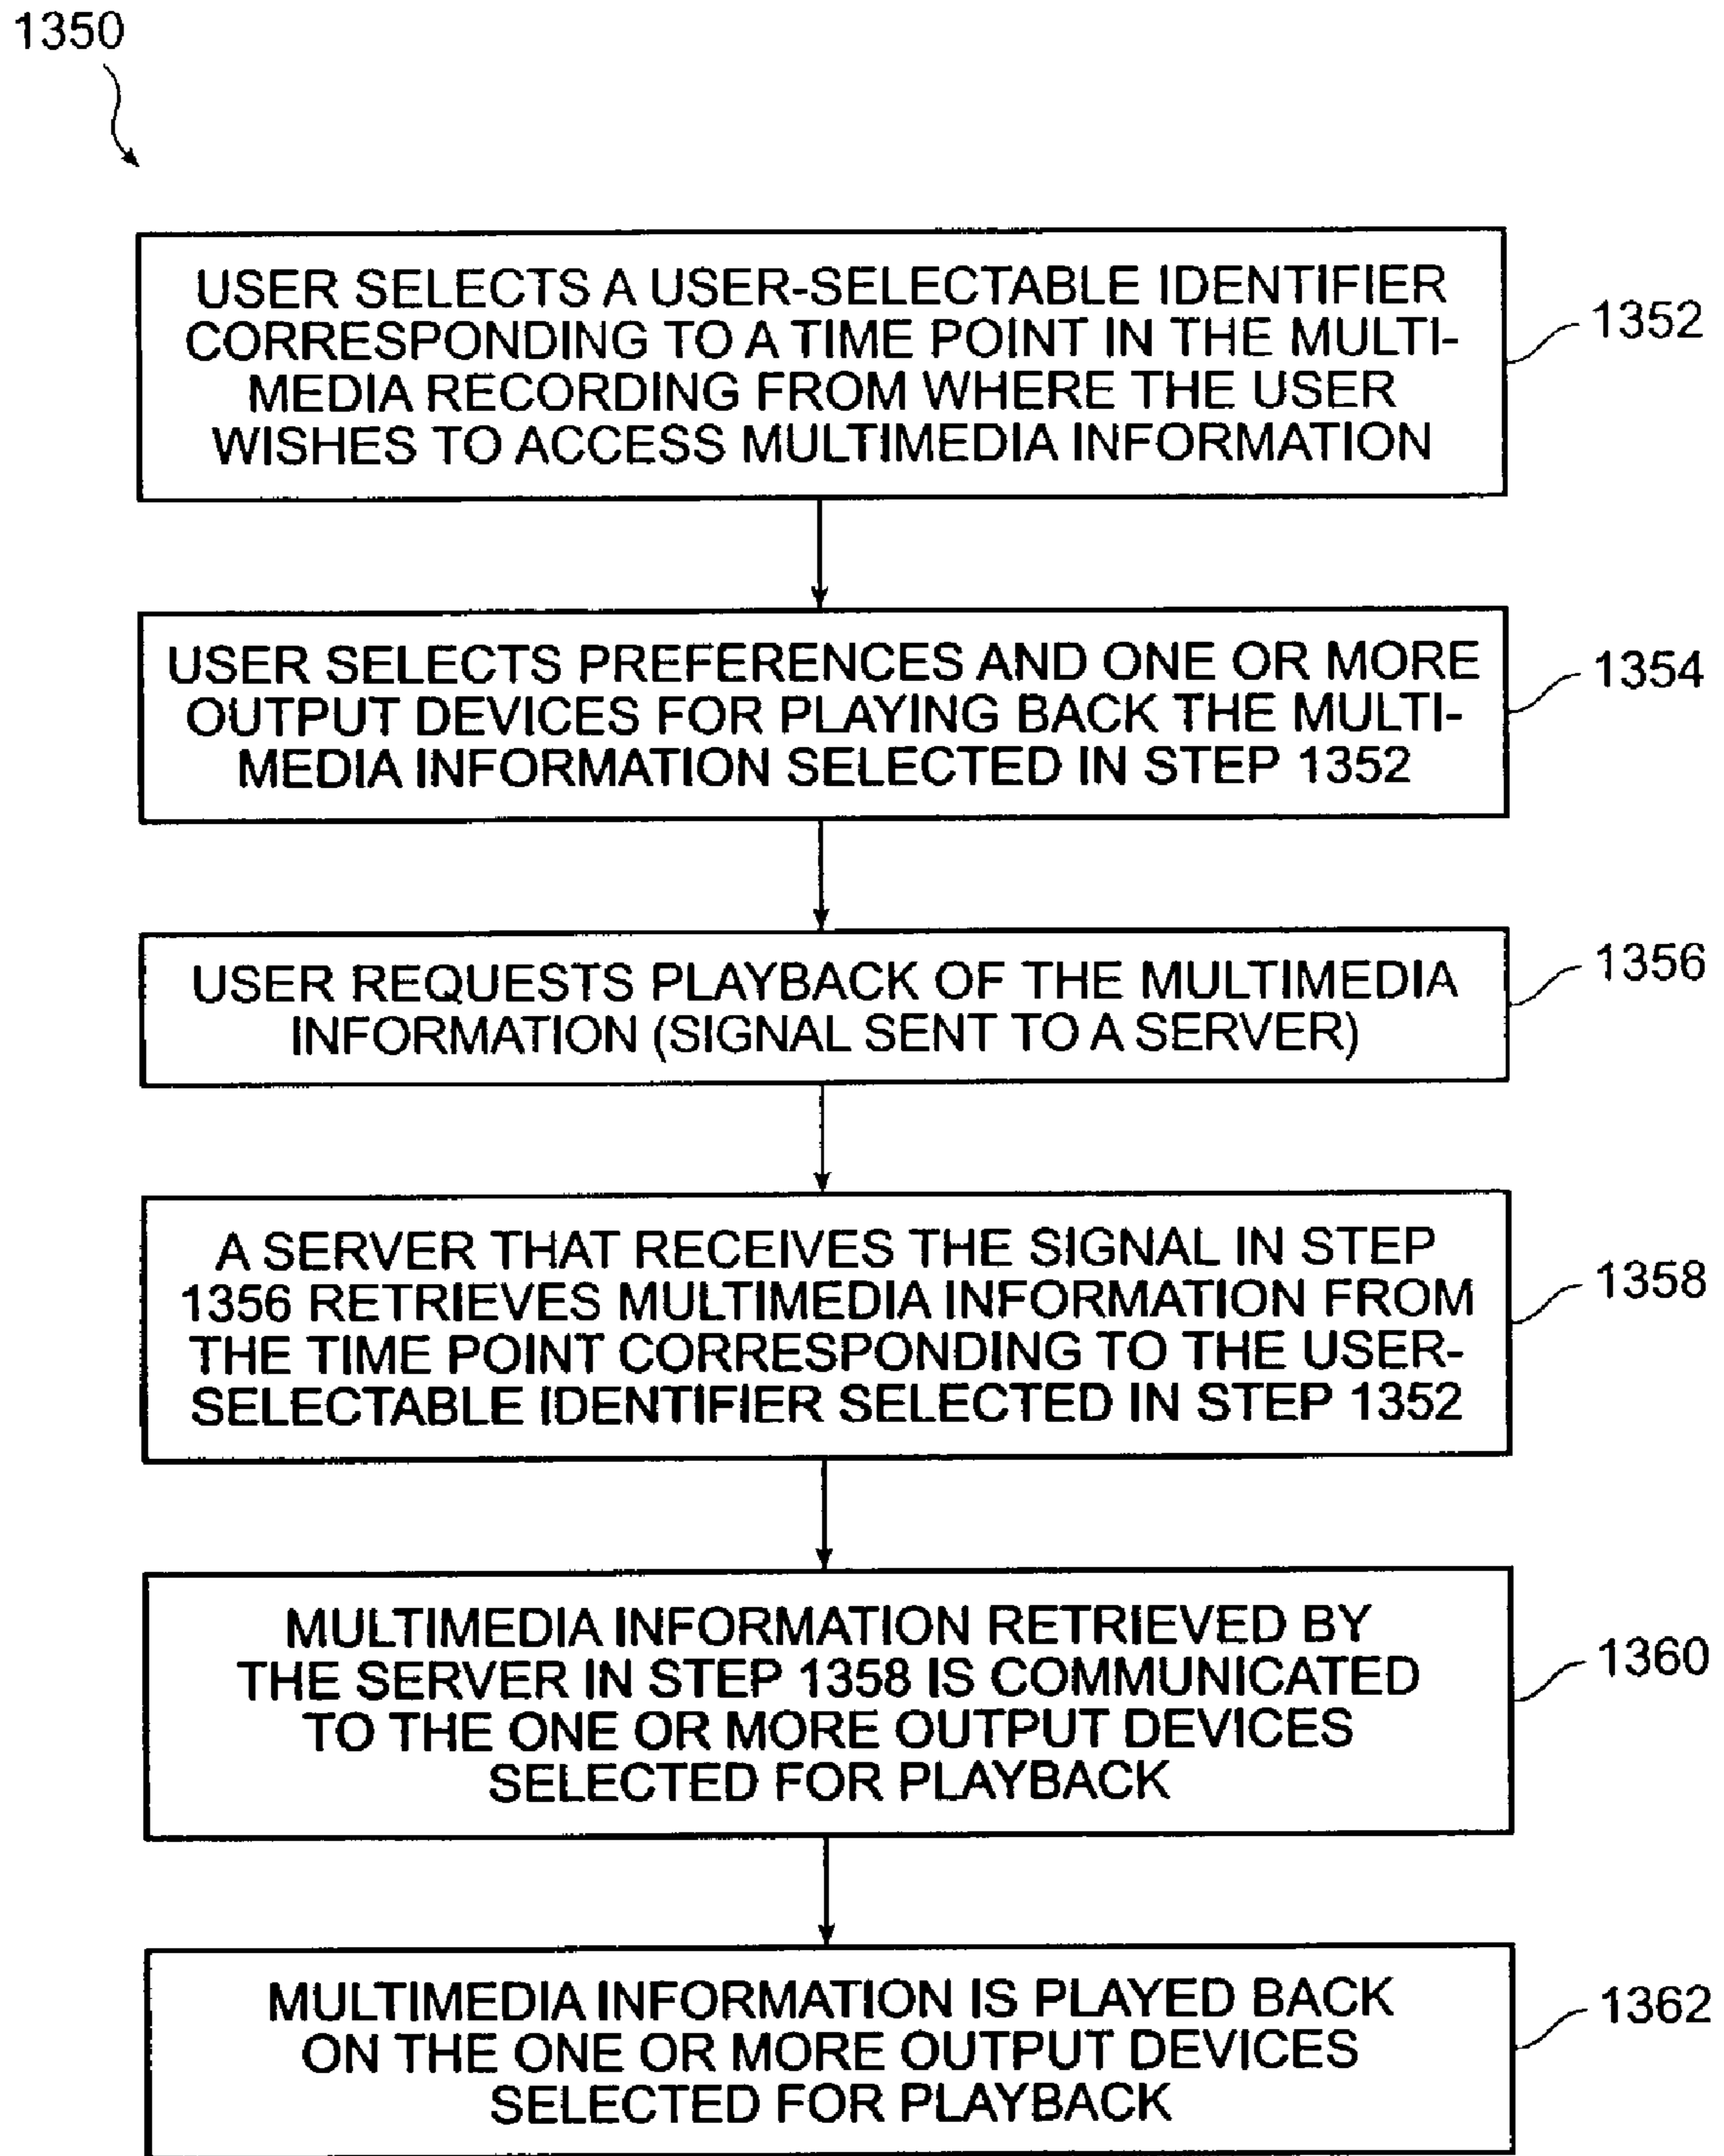 1350
USER SELECTS A USER-SELECTABLE IDENTIFIER
CORRESPONDING TO A TIME POINT IN THE MULTI-
MEDIA RECORDING FROM WHERE THE USER
WISHES TO ACCESS MULTIMEDIA INFORMATION
1352
USER SELECTS PREFERENCES AND ONE OR MORE
OUTPUT DEVICES FOR PLAYING BACK THE MULTI-
MEDIA INFORMATION SELECTED IN STEP 1352
1354
USER REQUESTS PLAYBACK OF THE MULTIMEDIA
INFORMATION (SIGNAL SENT TO A SERVER)
1356
A SERVER THAT RECEIVES THE SIGNAL IN STEP
1356 RETRIEVES MULTIMEDIA INFORMATION FROM
THE TIME POINT CORRESPONDING TO THE USER-
SELECTABLE IDENTIFIER SELECTED IN STEP 1352
1358
MULTIMEDIA INFORMATION RETRIEVED BY
THE SERVER IN STEP 1358 IS COMMUNICATED
TO THE ONE OR MORE OUTPUT DEVICES
SELECTED FOR PLAYBACK
1360
MULTIMEDIA INFORMATION IS PLAYED BACK
ON THE ONE OR MORE OUTPUT DEVICES
SELECTED FOR PLAYBACK
1362